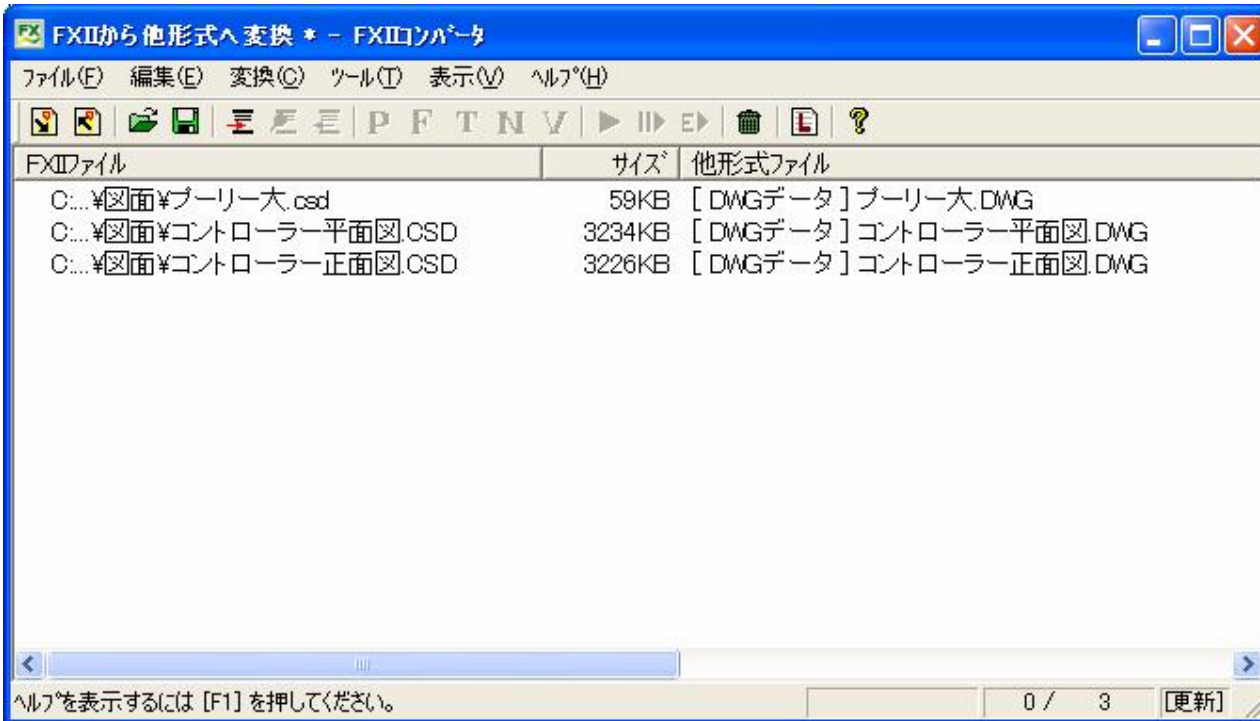 FXIIから他形式へ変換 * - FXIIコンバータ
ファイル(F) 編集(E) 変換(C) ツール(T) 表示(V) ヘルプ(H)
P F T N V E L ?
FXIIファイル サイズ 他形式ファイル
C:...¥図面¥プーリー大.csd 59KB [ DWGデータ ] プーリー大.DWG
C:...¥図面¥コントローラー平面図.CSD 3234KB [ DWGデータ ] コントローラー平面図.DWG
C:...¥図面¥コントローラー正面図.CSD 3226KB [ DWGデータ ] コントローラー正面図.DWG
ヘルプを表示するには [F1] を押してください。 0 / 3 [更新]